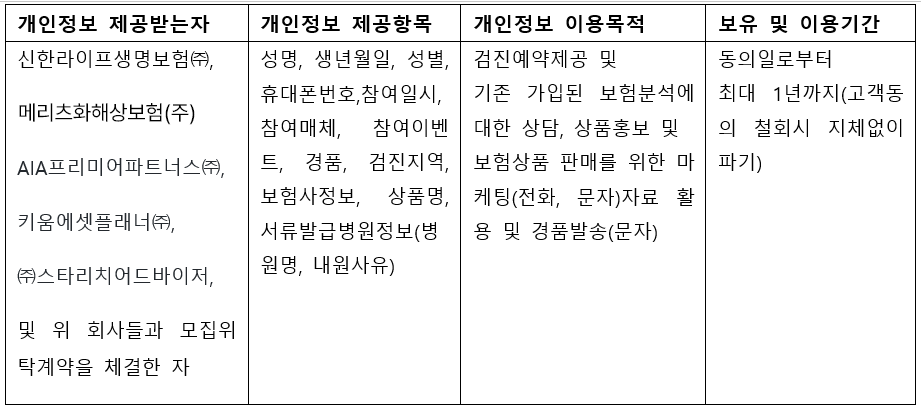 개인정보 제공받는자
개인정보 제공항목
개인정보 이용목적
보유 및 이용기간
신한라이프생명보험㈜,
메리츠화해상보험(주)
AIA프리미어파트너스㈜,
키움에셋플래너㈜,
㈜스타리치어드바이저,
및 위 회사들과 모집위
탁계약을 체결한 자
성명, 생년월일, 성별,
휴대폰번호,참여일시,
참여매체, 참여이벤
트, 경품, 검진지역,
보험사정보, 상품명,
서류발급병원정보(병
원명, 내원사유)
검진예약제공 및
기존 가입된 보험분석에
대한 상담, 상품홍보 및
보험상품 판매를 위한 마
케팅(전화, 문자)자료 활
용 및 경품발송(문자)
동의일로부터
최대 1년까지(고객동
의 철회시 지체없이
파기)